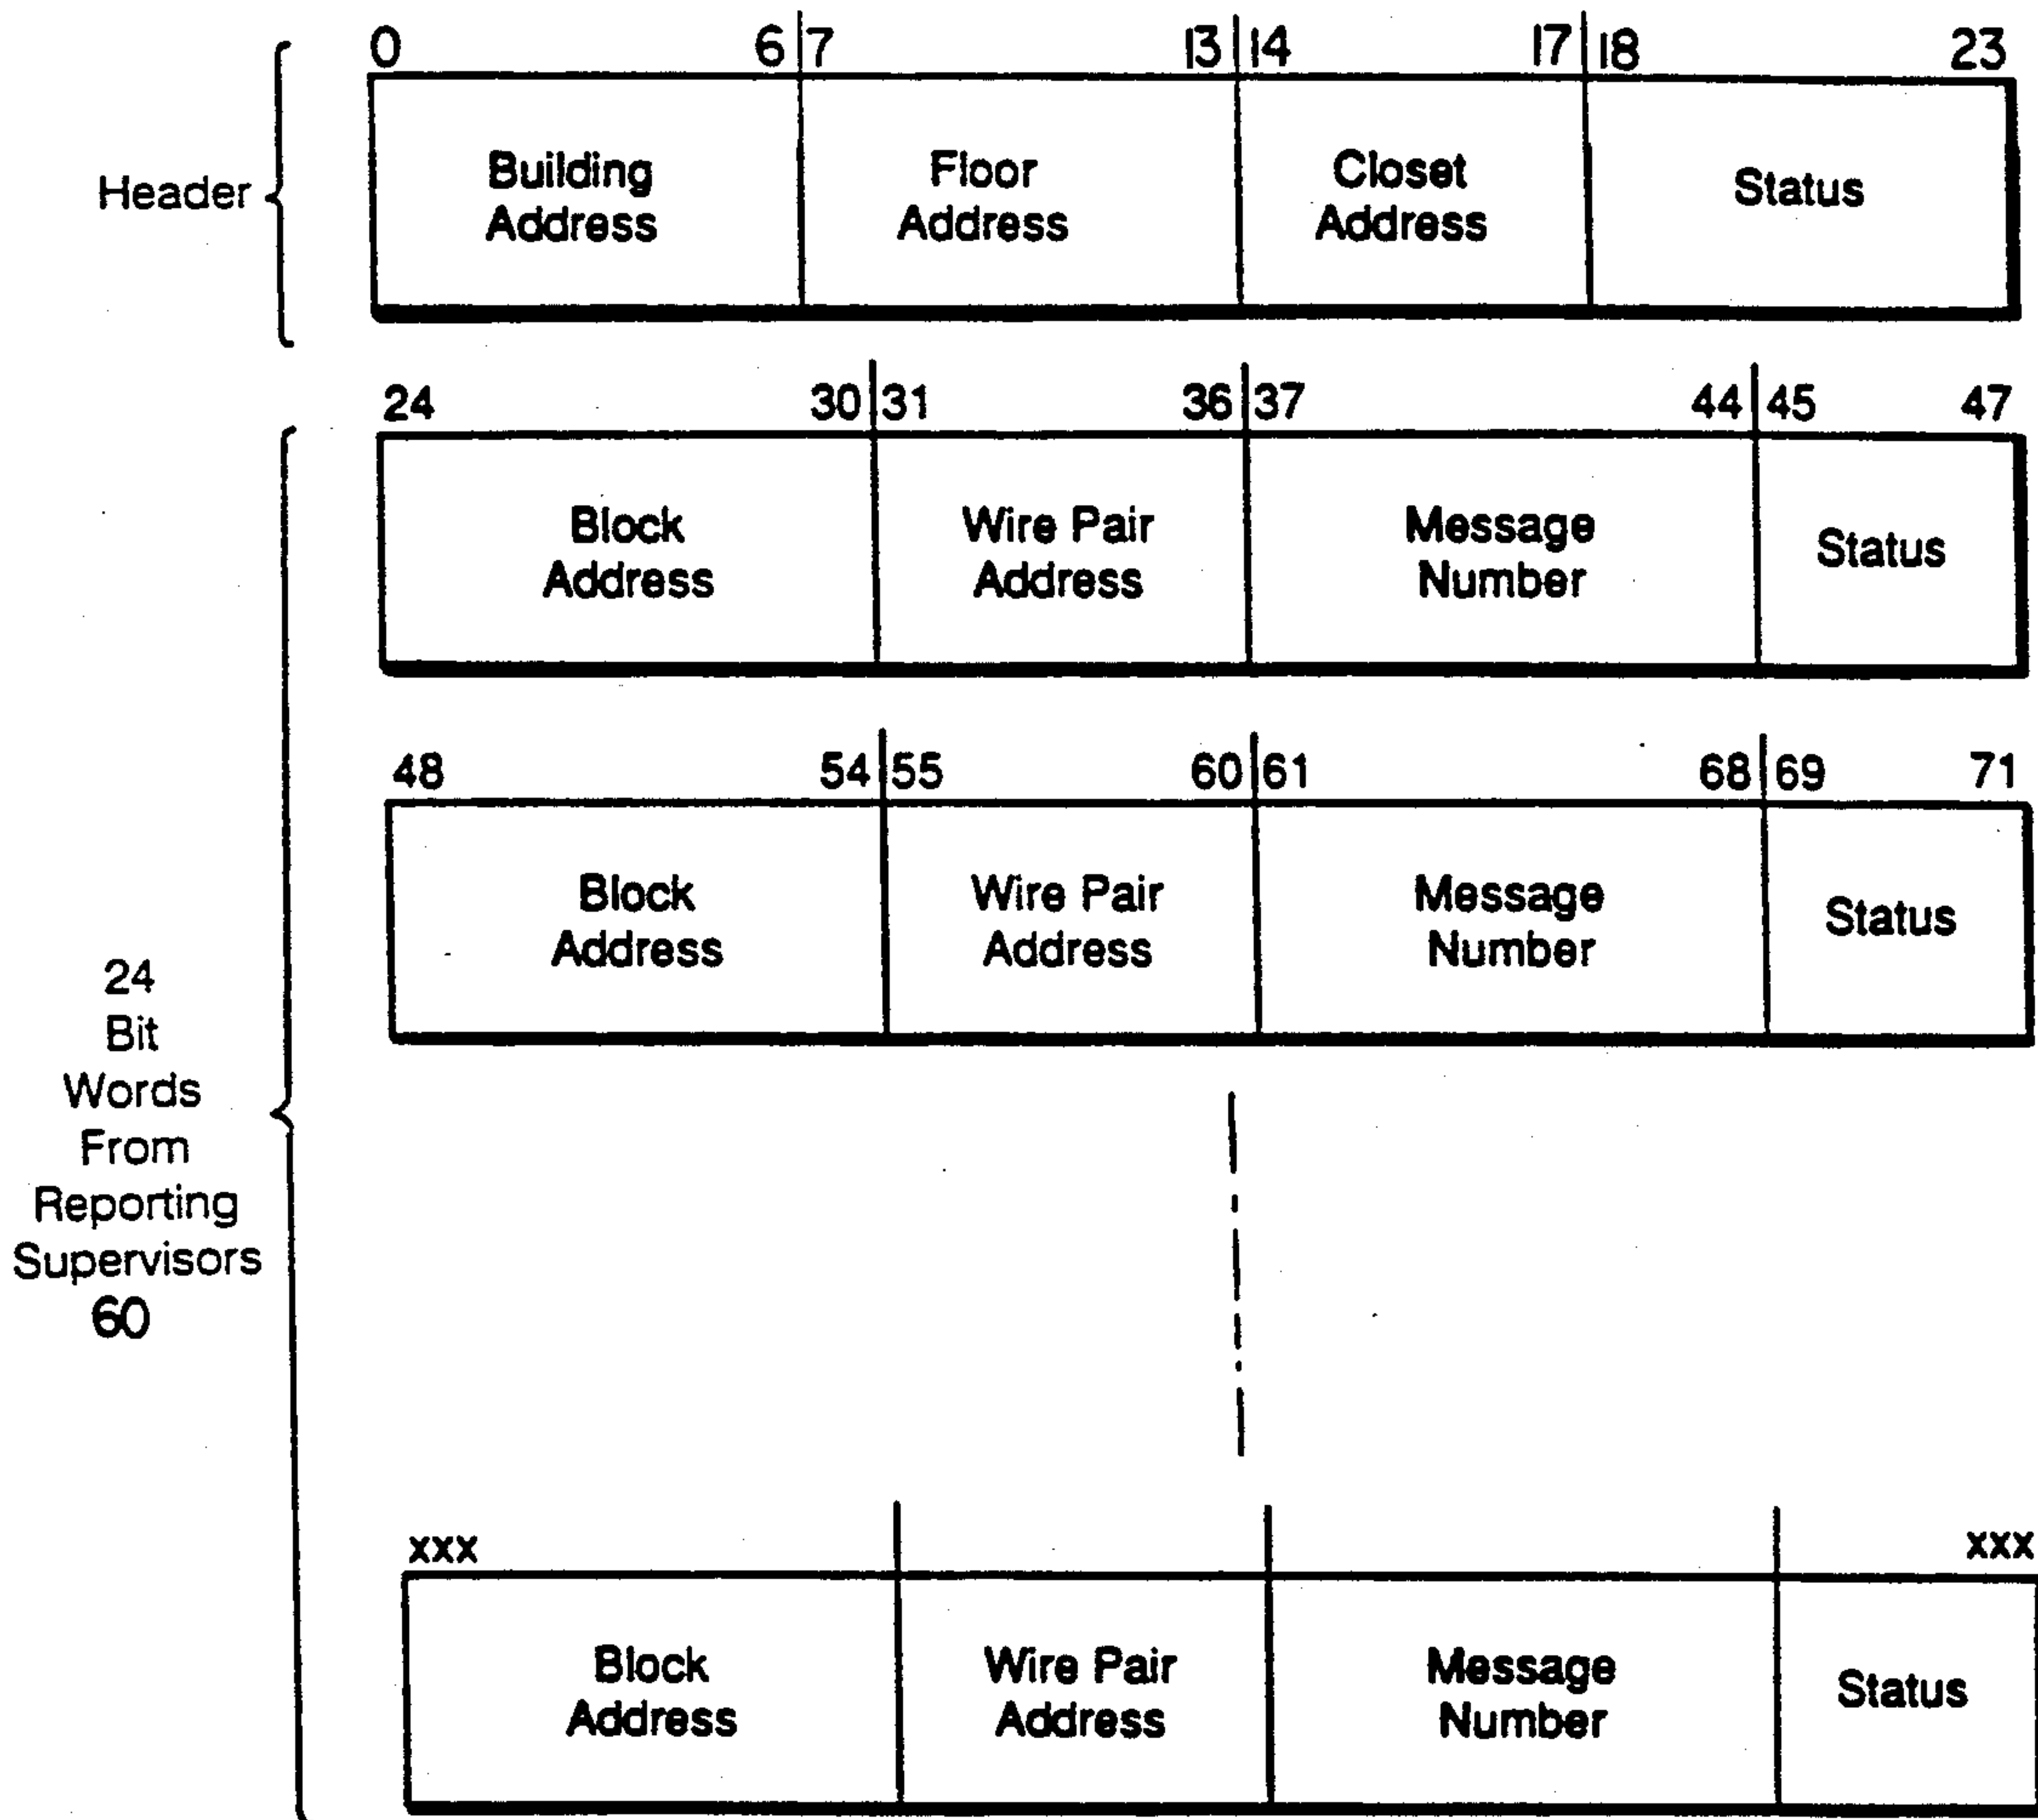 0 6 7 13 14 17 18 23
Header
Building Address
Floor Address
Closet Address
Status
24 30 31 36 37 44 45 47
Block Address
Wire Pair Address
Message Number
Status
48 54 55 60 61 68 69 71
Block Address
Wire Pair Address
Message Number
Status
24
Bit
Words
From
Reporting
Supervisors
60
xxx xxx
Block Address
Wire Pair Address
Message Number
Status